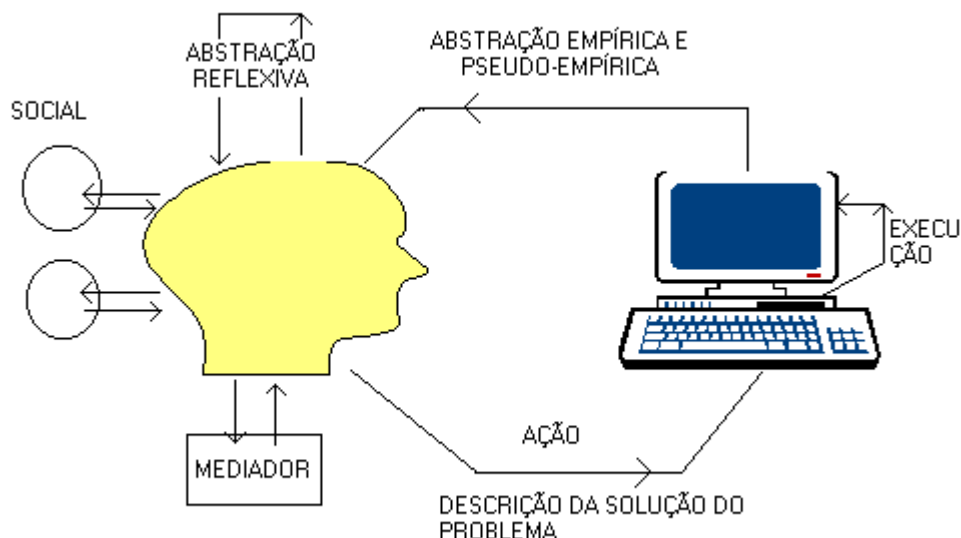 ABSTRAÇÃO
REFLEXIVA
ABSTRAÇÃO EMPÍRICA E
PSEUDO-EMPÍRICA
SOCIAL
EXECU
ÇÃO
MEDIADOR
AÇÃO
DESCRIÇÃO DA SOLUÇÃO DO
PROBLEMA